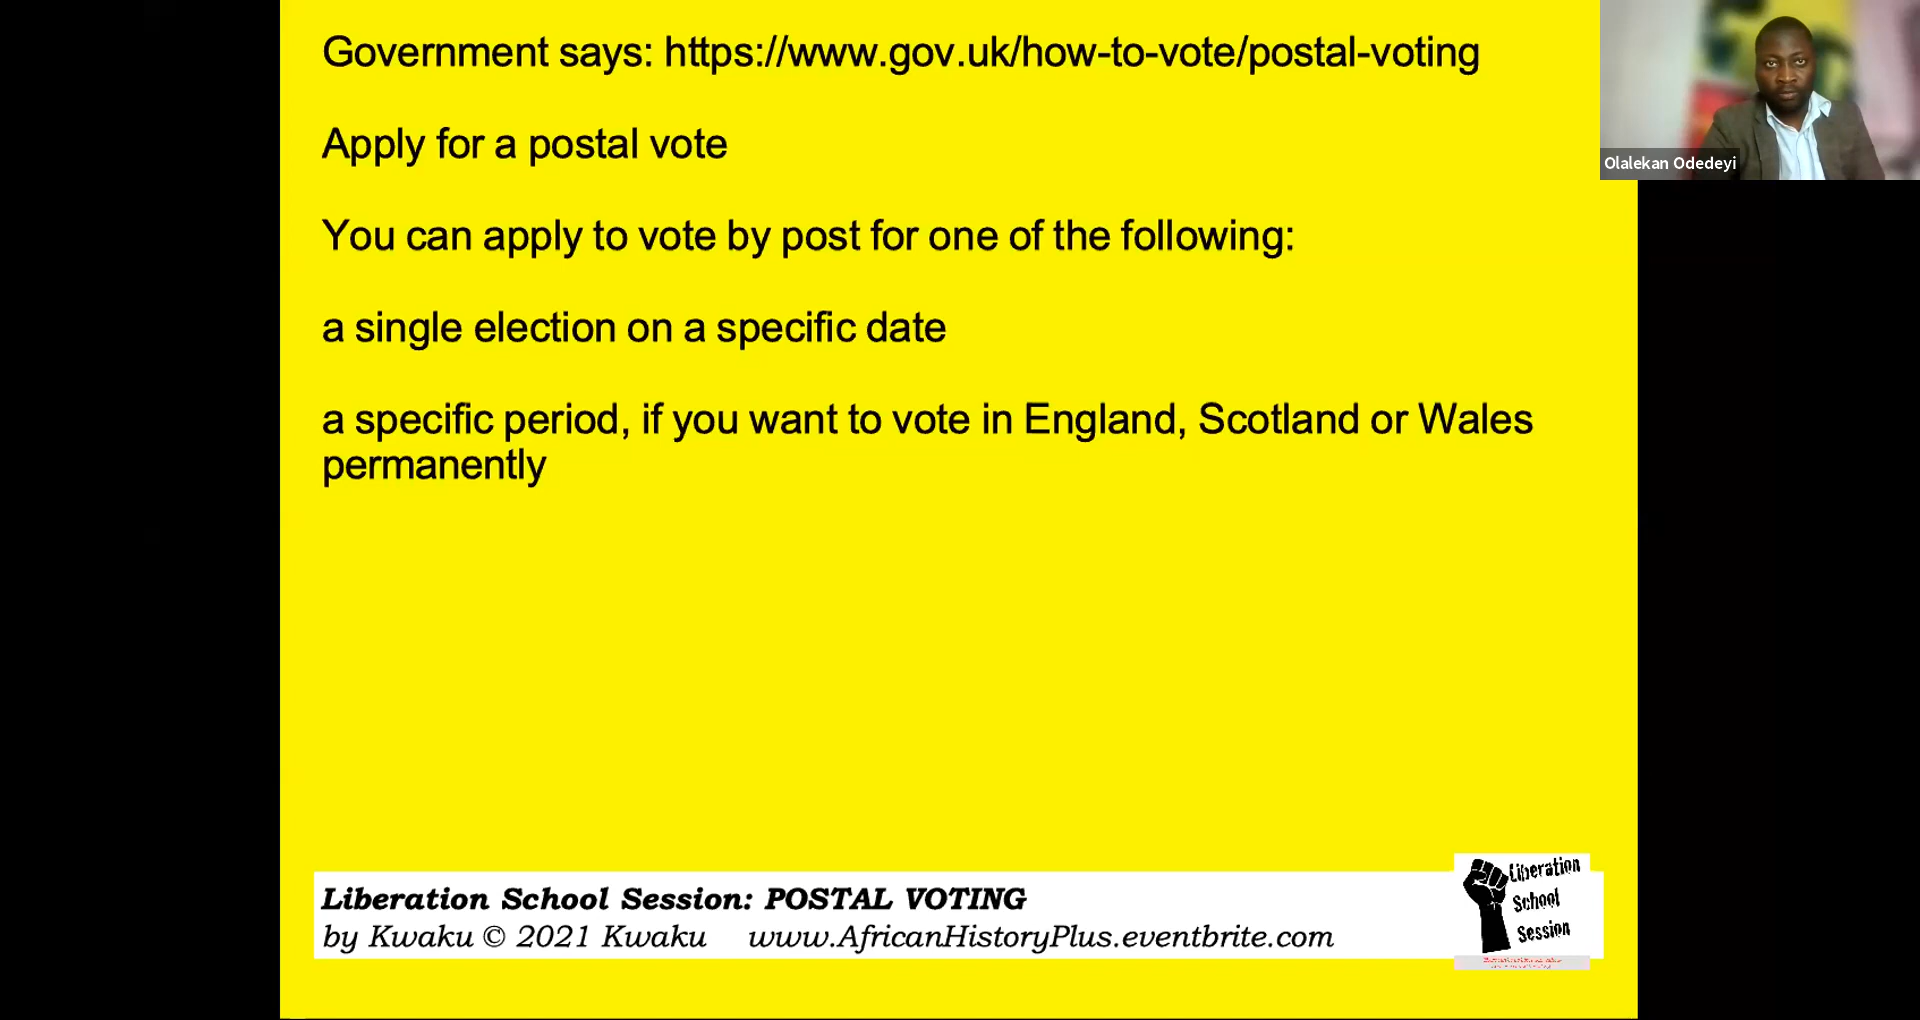 Government says: https://www.gov.uk/how-to-vote/postal-voting
Apply for a postal vote
You can apply to vote by post for one of the following:
a single election on a specific date
a specific period, if you want to vote in England, Scotland or Wales
permanently
Olalekan Odedeyi
Liberation School Session: POSTAL VOTING
by Kwaku © 2021 Kwaku www.AfricanHistoryPlus.eventbrite.com
Liberation
School
Session